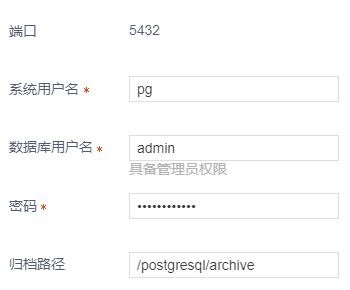 端口 5432
系统用户名 * pg
数据库用户名 * admin
具备管理员权限
密码 * ••••••••••••
归档路径 /postgresql/archive